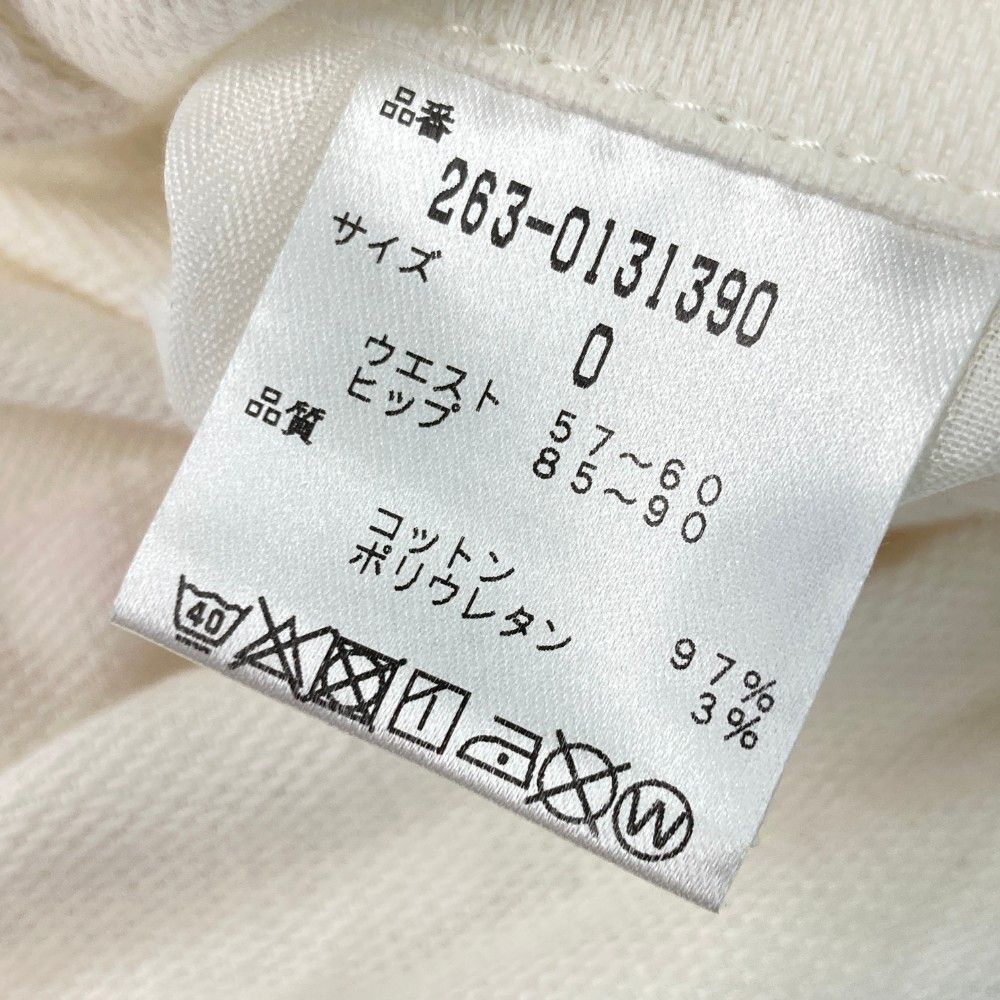 品番
263-0131390
サイズ
0
ウエスト 57～60
ヒップ 85～90
品質
コットン 97%
ポリウレタン 3%
40
W